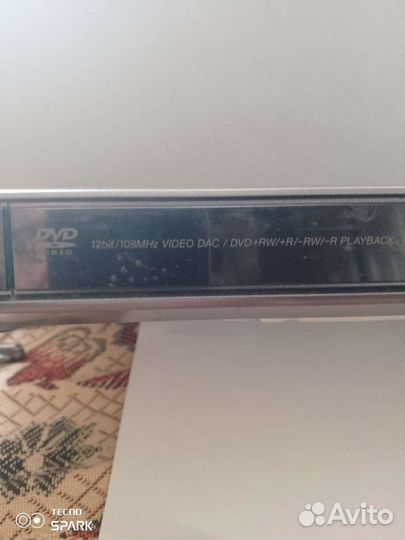 DVD
VIDEO
12bit/108MHz VIDEO DAC / DVD+RW/+R/-RW/-R PLAYBACK
TECNO
SPARK
Avito